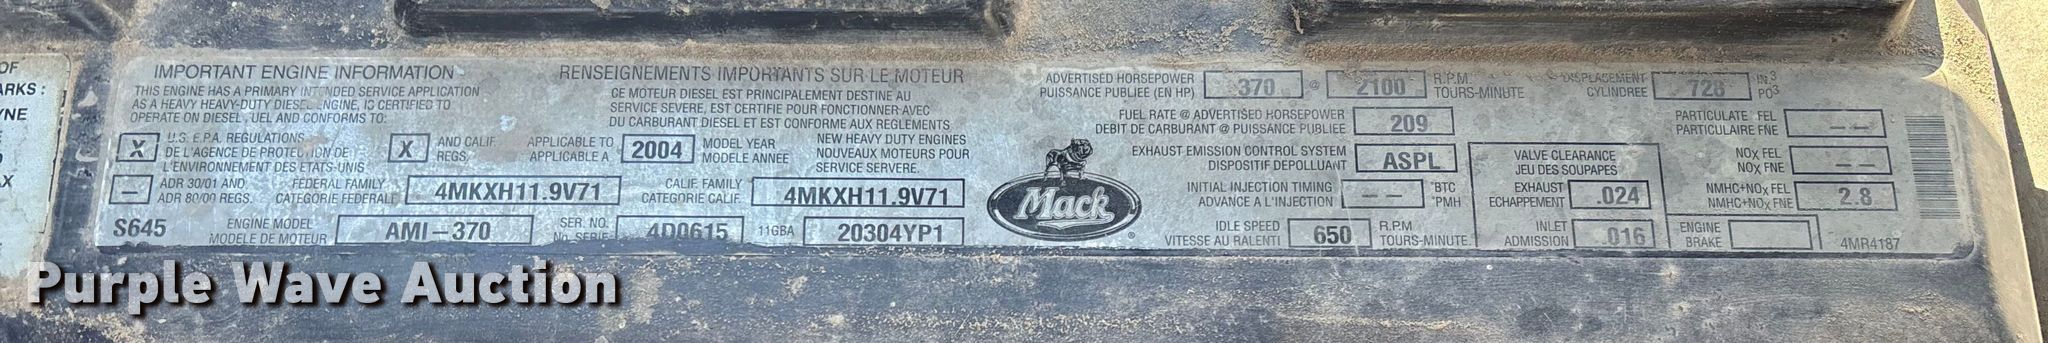 OF
ARKS :
YNE
AX
IMPORTANT ENGINE INFORMATION
THIS ENGINE HAS A PRIMARY INTENDED SERVICE APPLICATION
AS A HEAVY HEAVY-DUTY DIESEL ENGINE, IS CERTIFIED TO
OPERATE ON DIESEL FUEL AND CONFORMS TO:
RENSEIGNEMENTS IMPORTANTS SUR LE MOTEUR
CE MOTEUR DIESEL EST PRINCIPALEMENT DESTINE AU
SERVICE SEVERE, EST CERTIFIE POUR FONCTIONNER AVEC
DU CARBURANT DIESEL ET EST CONFORME AUX REGLEMENTS
X
U.S. E.P.A. REGULATIONS
DE L'AGENCE DE PROTECTION DE
L'ENVIRONNEMENT DES ETATS-UNIS
X
AND CALIF.
REGS.
APPLICABLE TO
APPLICABLE A
2004
MODEL YEAR
MODELE ANNEE
NEW HEAVY DUTY ENGINES
NOUVEAUX MOTEURS POUR
SERVICE SERVERE.
—
ADR 30/01 AND
ADR 80/00 REGS.
FEDERAL FAMILY
CATEGORIE FEDERALE
4MKXH11.9V71
CALIF. FAMILY
CATEGORIE CALIF.
4MKXH11.9V71
S645
ENGINE MODEL
MODELE DE MOTEUR
AMI-370
SER. NO.
No. SERIE
4D0615
11GBA
20304YP1
Mack
®
ADVERTISED HORSEPOWER
PUISSANCE PUBLIEE (EN HP)
370
@
2100
R.P.M.
TOURS-MINUTE
DISPLACEMENT
CYLINDREE
728
IN.3
PO3
FUEL RATE @ ADVERTISED HORSEPOWER
DEBIT DE CARBURANT @ PUISSANCE PUBLIEE
209
PARTICULATE FEL
PARTICULAIRE FNE
— —
EXHAUST EMISSION CONTROL SYSTEM
DISPOSITIF DEPOLLUANT
ASPL
VALVE CLEARANCE
JEU DES SOUPAPES
NOx FEL
NOx FNE
— —
INITIAL INJECTION TIMING
ADVANCE A L'INJECTION
— —
°BTC
°PMH
EXHAUST
ECHAPPEMENT
.024
NMHC+NOx FEL
NMHC+NOx FNE
2.8
IDLE SPEED
VITESSE AU RALENTI
650
R.P.M
TOURS-MINUTE.
INLET
ADMISSION
.016
ENGINE
BRAKE
4MR4187
Purple Wave Auction